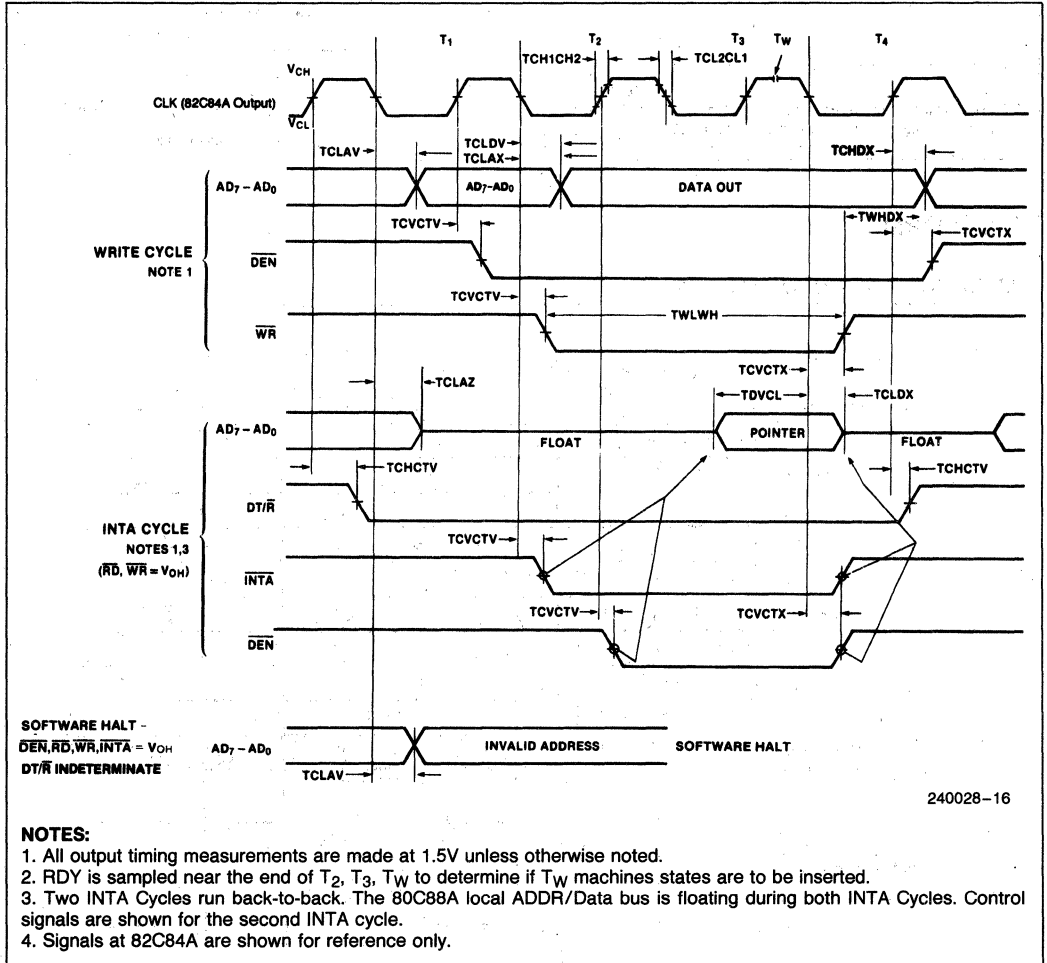 T1 T2 T3 TW T4
TCH1CH2 TCL2CL1
VCH
CLK (82C84A Output)
VCL
TCLAV TCLDV TCHDX
TCLAX
AD7–AD0 AD7–AD0 DATA OUT
TWHDX
TCVCTV TCVCTX
WRITE CYCLE
NOTE 1
DEN
TCVCTV TWLWH
WR
TCVCTX
TCLAZ TDVCL TCLDX
AD7–AD0 FLOAT POINTER FLOAT
TCHCTV TCHCTV
DT/R
INTA CYCLE
NOTES 1,3
(RD, WR = VOH)
TCVCTV
INTA
TCVCTV TCVCTX
DEN
SOFTWARE HALT –
DEN,RD,WR,INTA = VOH AD7–AD0 INVALID ADDRESS SOFTWARE HALT
DT/R INDETERMINATE
TCLAV
240028–16
NOTES:
1. All output timing measurements are made at 1.5V unless otherwise noted.
2. RDY is sampled near the end of T2, T3, TW to determine if TW machines states are to be inserted.
3. Two INTA Cycles run back-to-back. The 80C88A local ADDR/Data bus is floating during both INTA Cycles. Control
signals are shown for the second INTA cycle.
4. Signals at 82C84A are shown for reference only.